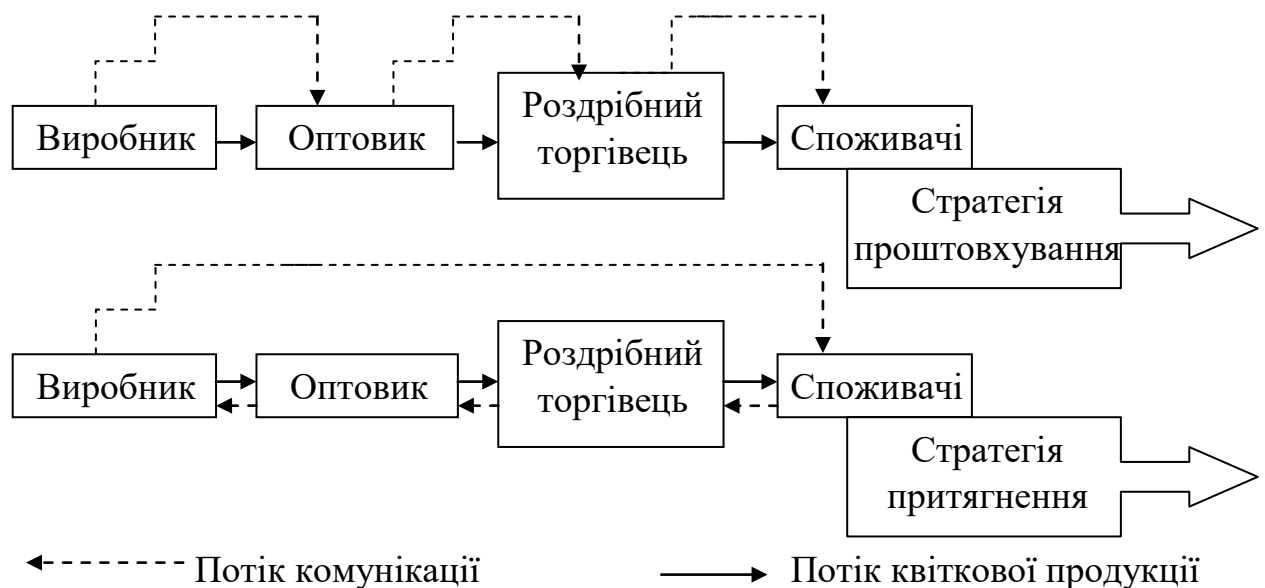 Виробник
Оптовик
Роздрібний
торгівець
Споживачі
Стратегія
проштовхування
Виробник
Оптовик
Роздрібний
торгівець
Споживачі
Стратегія
притягнення
Потік комунікації
Потік квіткової продукції